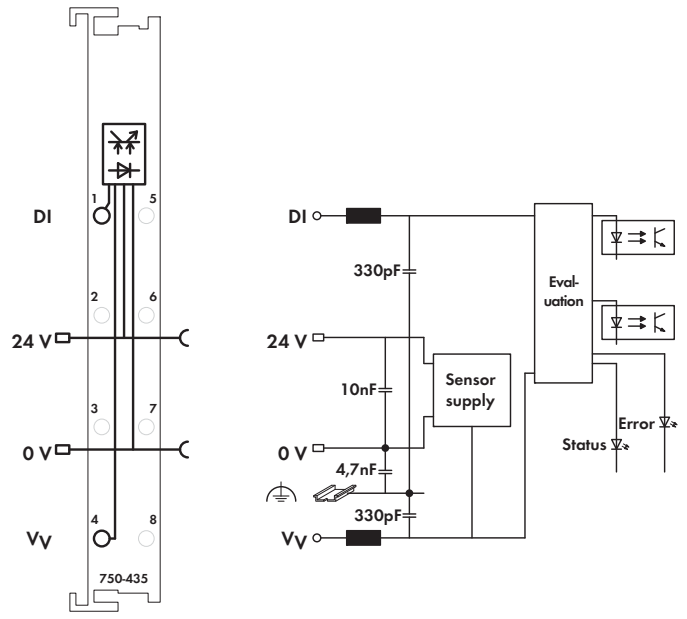 1
5
DI
2
6
24 V
3
7
0 V
4
8
VV
750-435
DI
330pF
Eval-
uation
24 V
10nF
Sensor
supply
0 V
4,7nF
330pF
VV
Error
Status